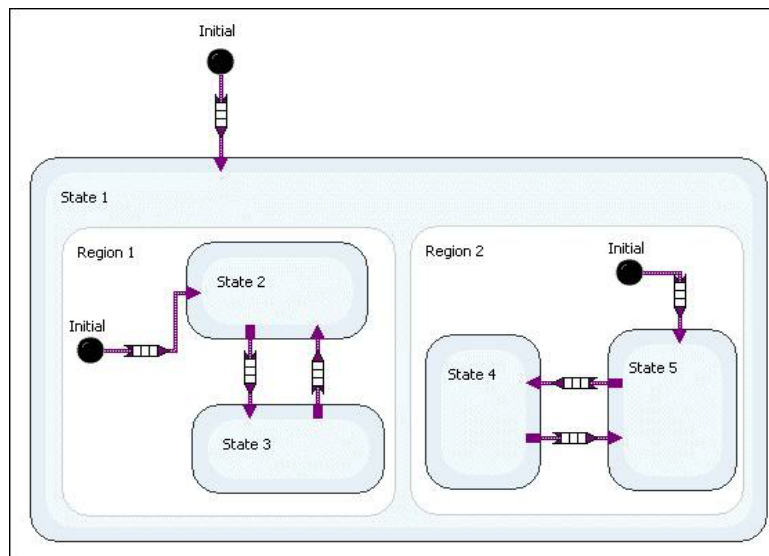 Initial
State 1
Region 1
State 2
Initial
State 3
Region 2
Initial
State 4
State 5